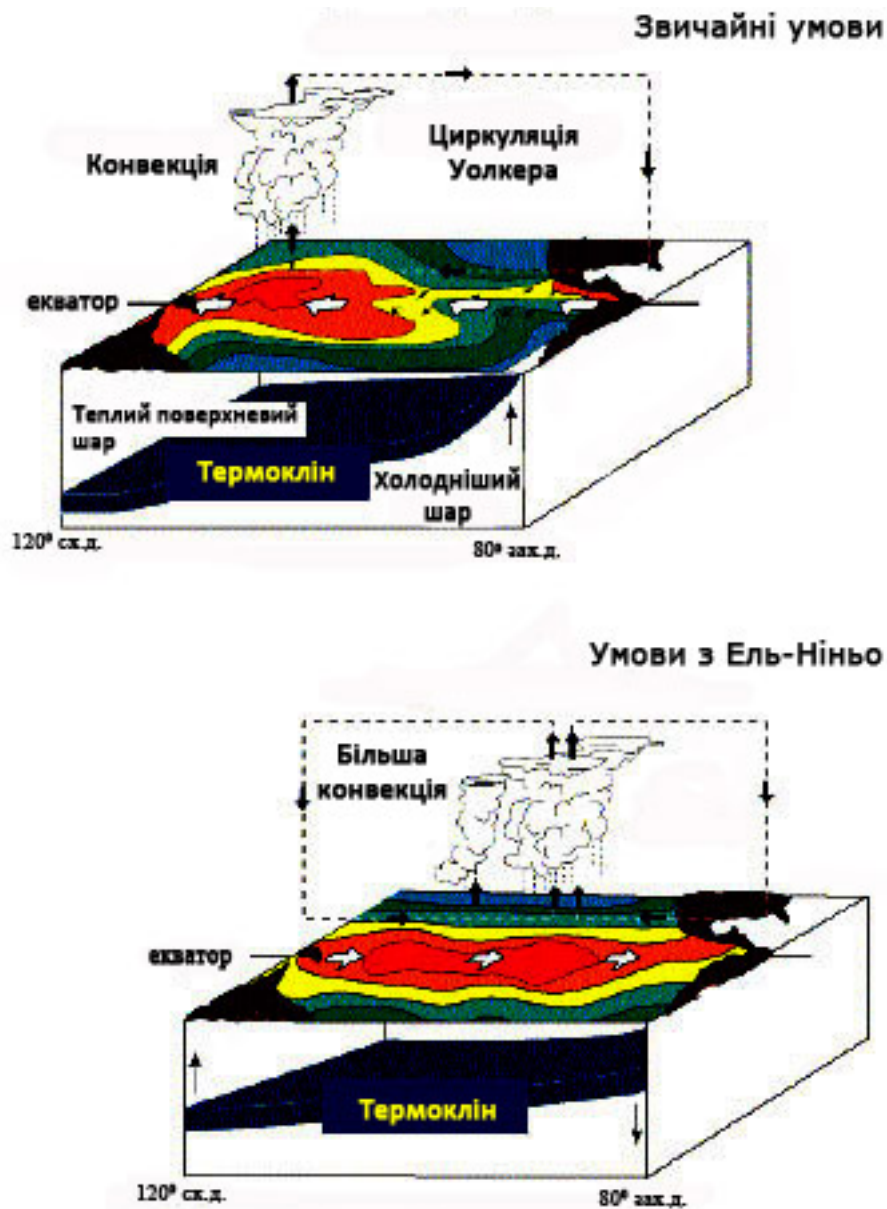 Звичайні умови
Конвекція
Циркуляція
Уолкера
екватор
Теплий поверхневий
шар
Термоклін
Холодніший
шар
120° сх.д.
80° зах.д.
Умови з Ель-Ніньо
Більша
конвекція
екватор
Термоклін
120° сх.д.
80° зах.д.